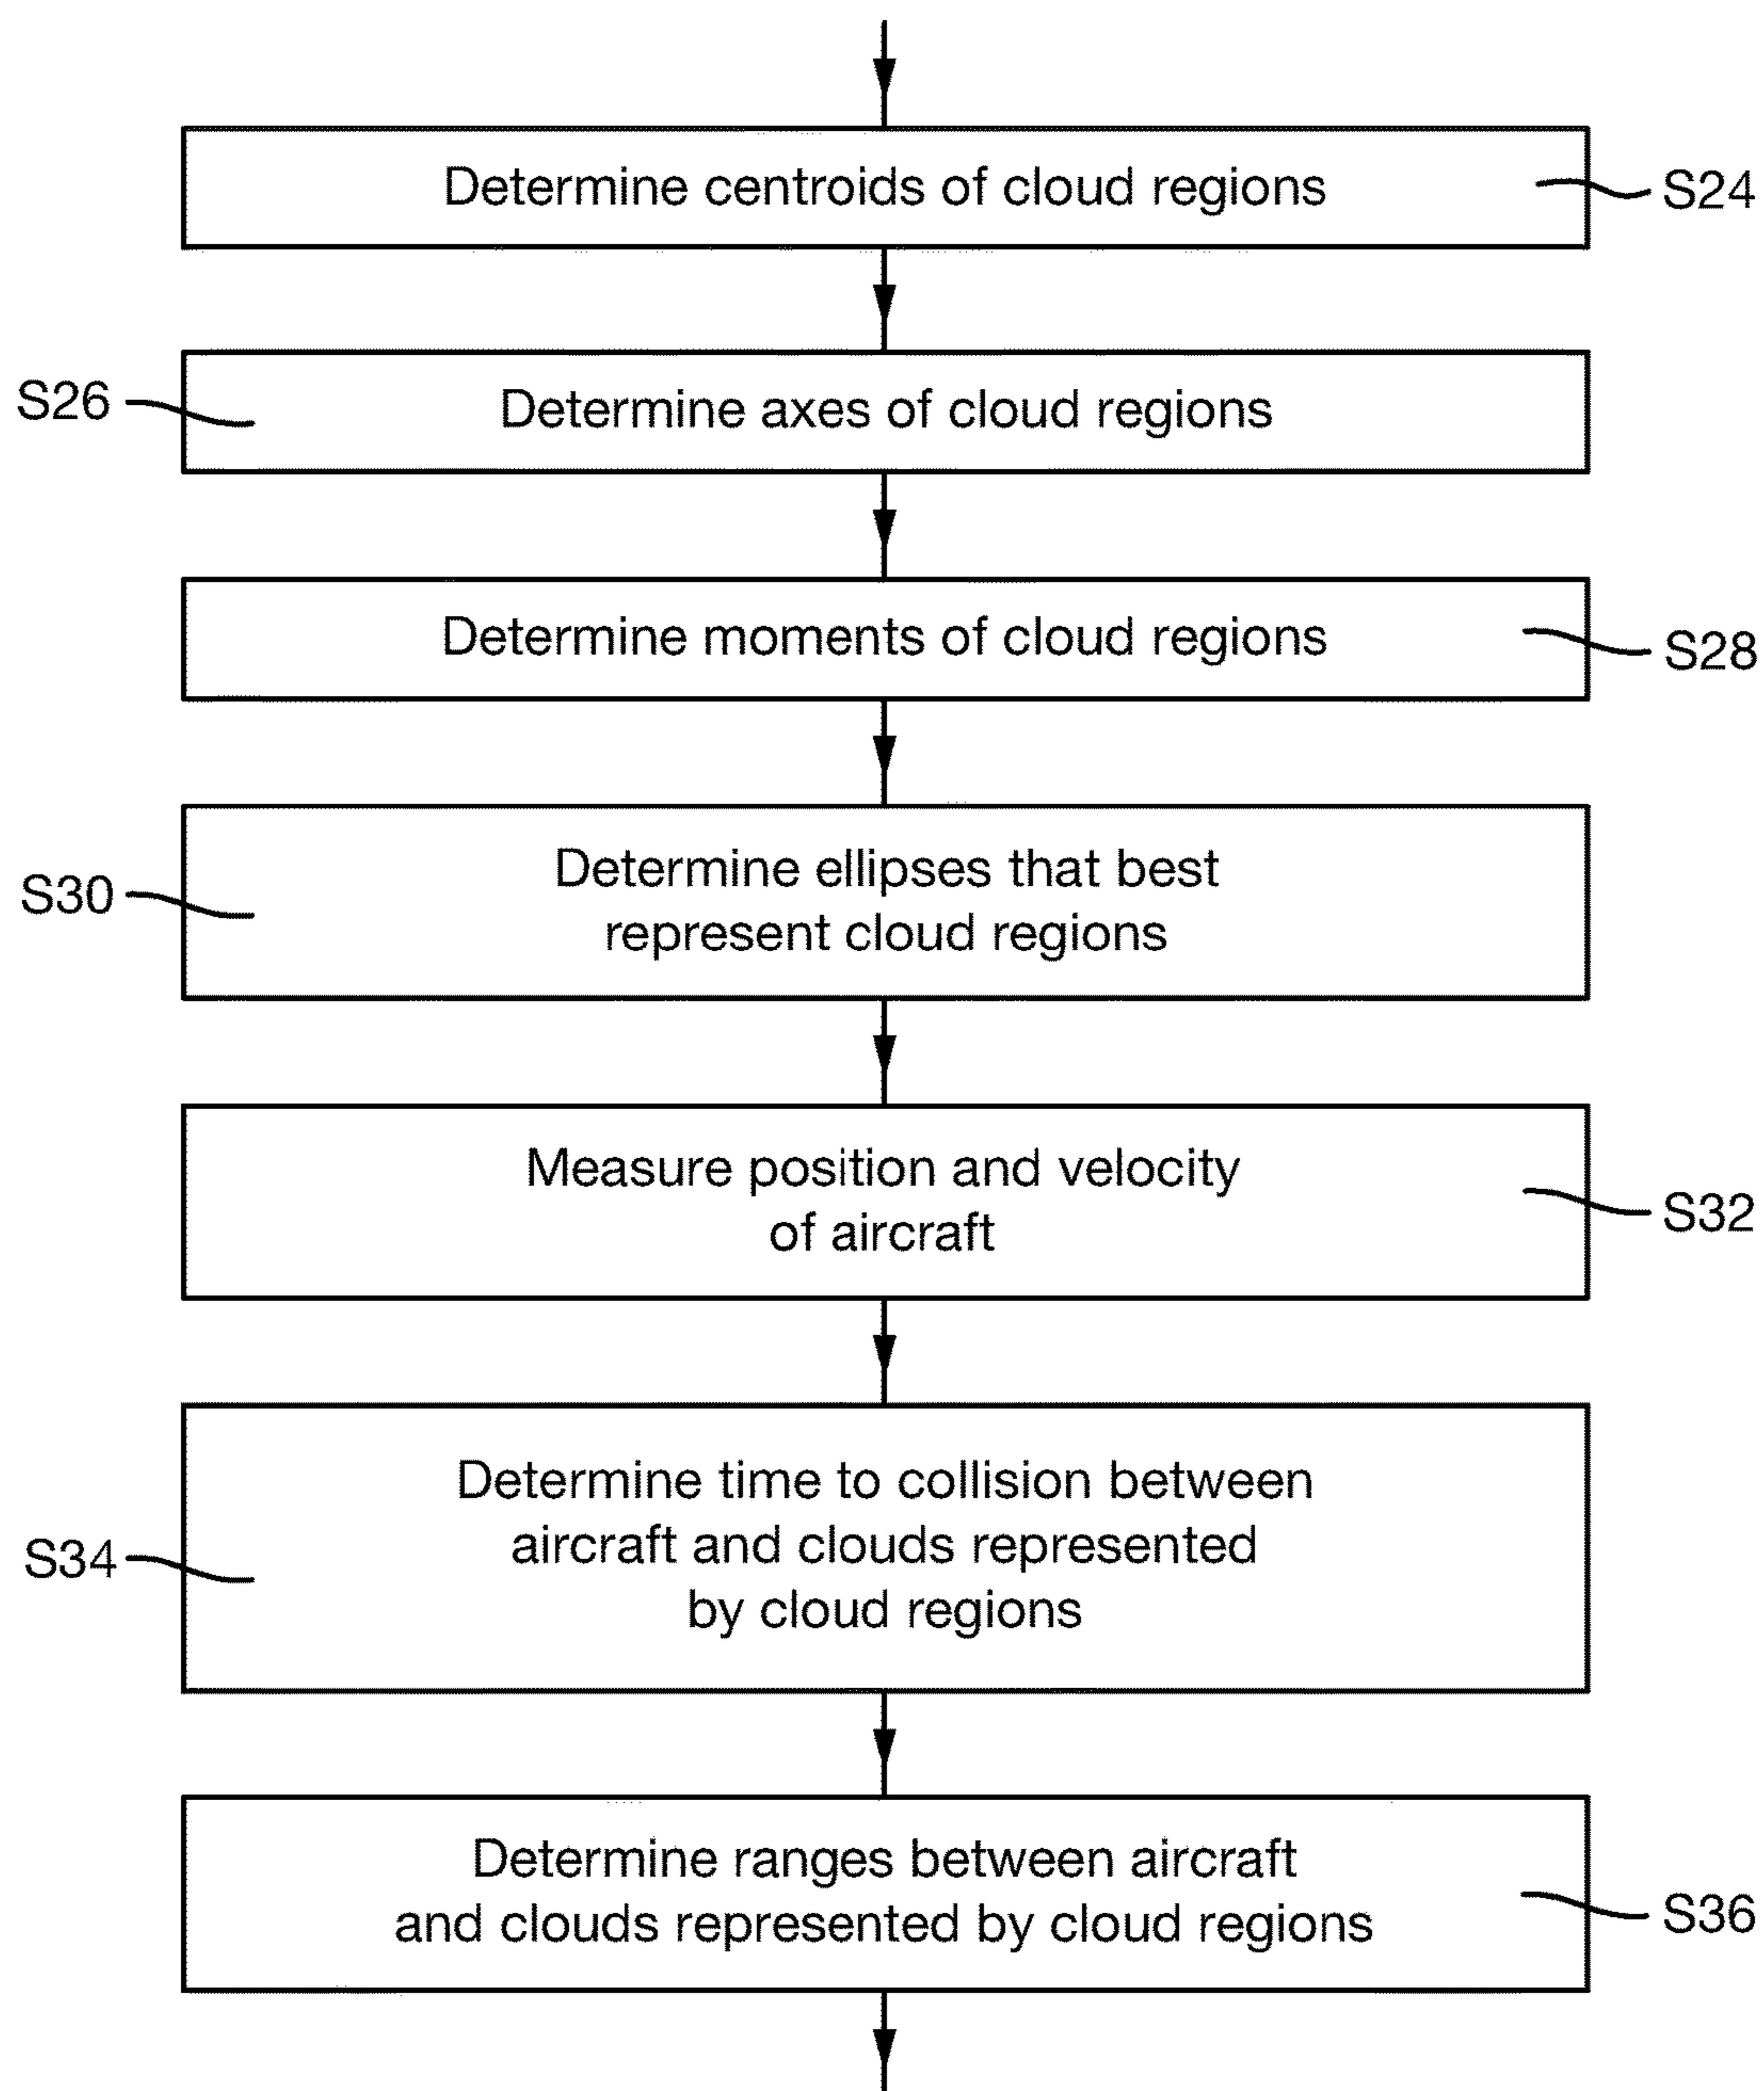 Determine centroids of cloud regions
S24
S26
Determine axes of cloud regions
Determine moments of cloud regions
S28
S30
Determine ellipses that best
represent cloud regions
Measure position and velocity
of aircraft
S32
S34
Determine time to collision between
aircraft and clouds represented
by cloud regions
Determine ranges between aircraft
and clouds represented by cloud regions
S36